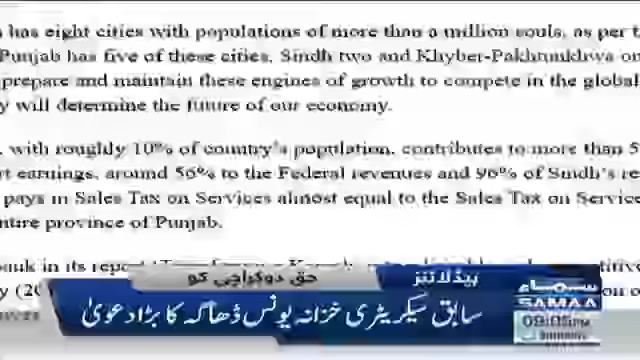 has eight cities with populations of more than a million souls, as per
Punjab has five of these cities, Sindh two and Khyber-Pakhtunkhwa
prepare and maintain these engines of growth to compete in the global
will determine the future of our economy.
with roughly 10% of country's population, contributes to more than
earnings, around 56% to the Federal revenues and 96% of Sindh's
pays in Sales Tax on Services almost equal to the Sales Tax on
province of Punjab.
in its report
حق دو کراچی کو
ہیڈلائنز
سماء
SAMAA
سابق سیکریٹری خزانہ یونس ڈھاگہ کا بڑا دعویٰ